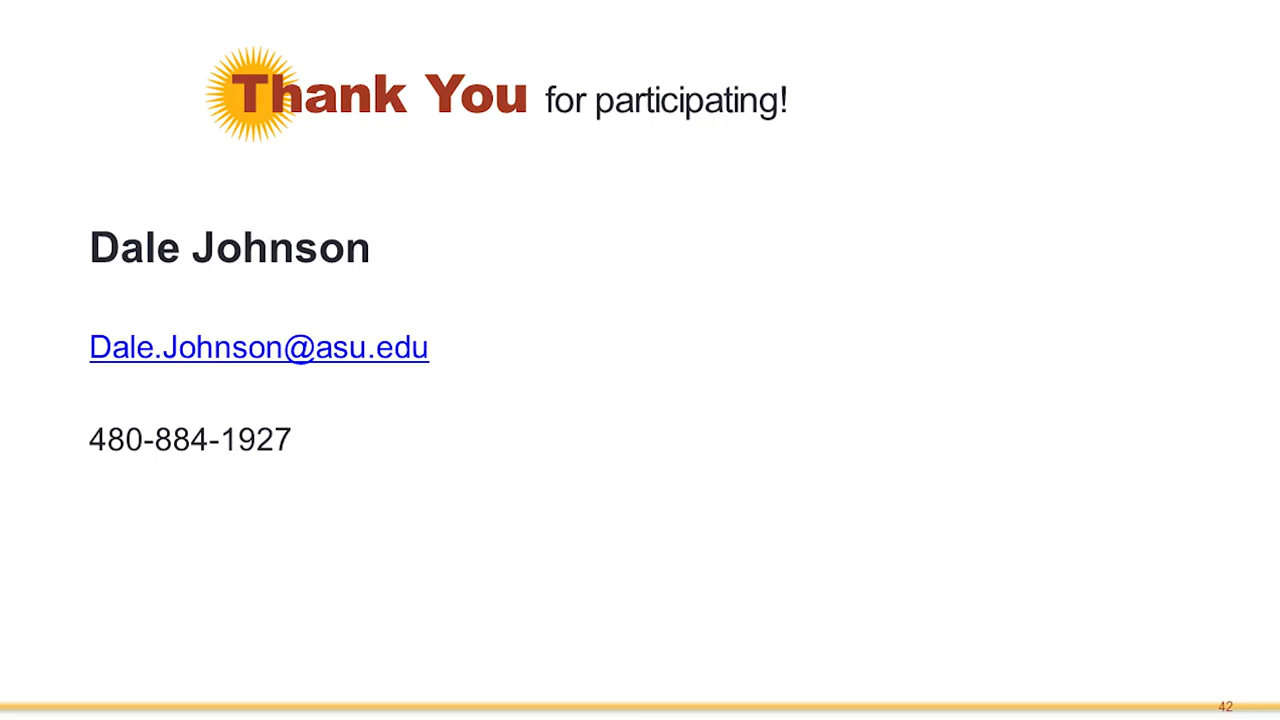 Thank You for participating!
Dale Johnson
Dale.Johnson@asu.edu
480-884-1927
42